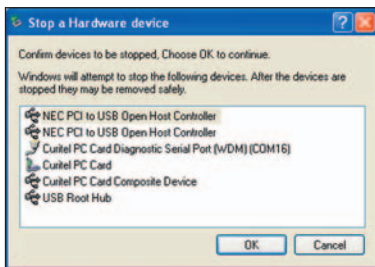 Stop a Hardware device
Confirm devices to be stopped, Choose OK to continue.
Windows will attempt to stop the following devices. After the devices are
stopped they may be removed safely.
NEC PCI to USB Open Host Controller
NEC PCI to USB Open Host Controller
Curitel PC Card Diagnostic Serial Port (WDM) (COM16)
Curitel PC Card
Curitel PC Card Composite Device
USB Root Hub
OK Cancel